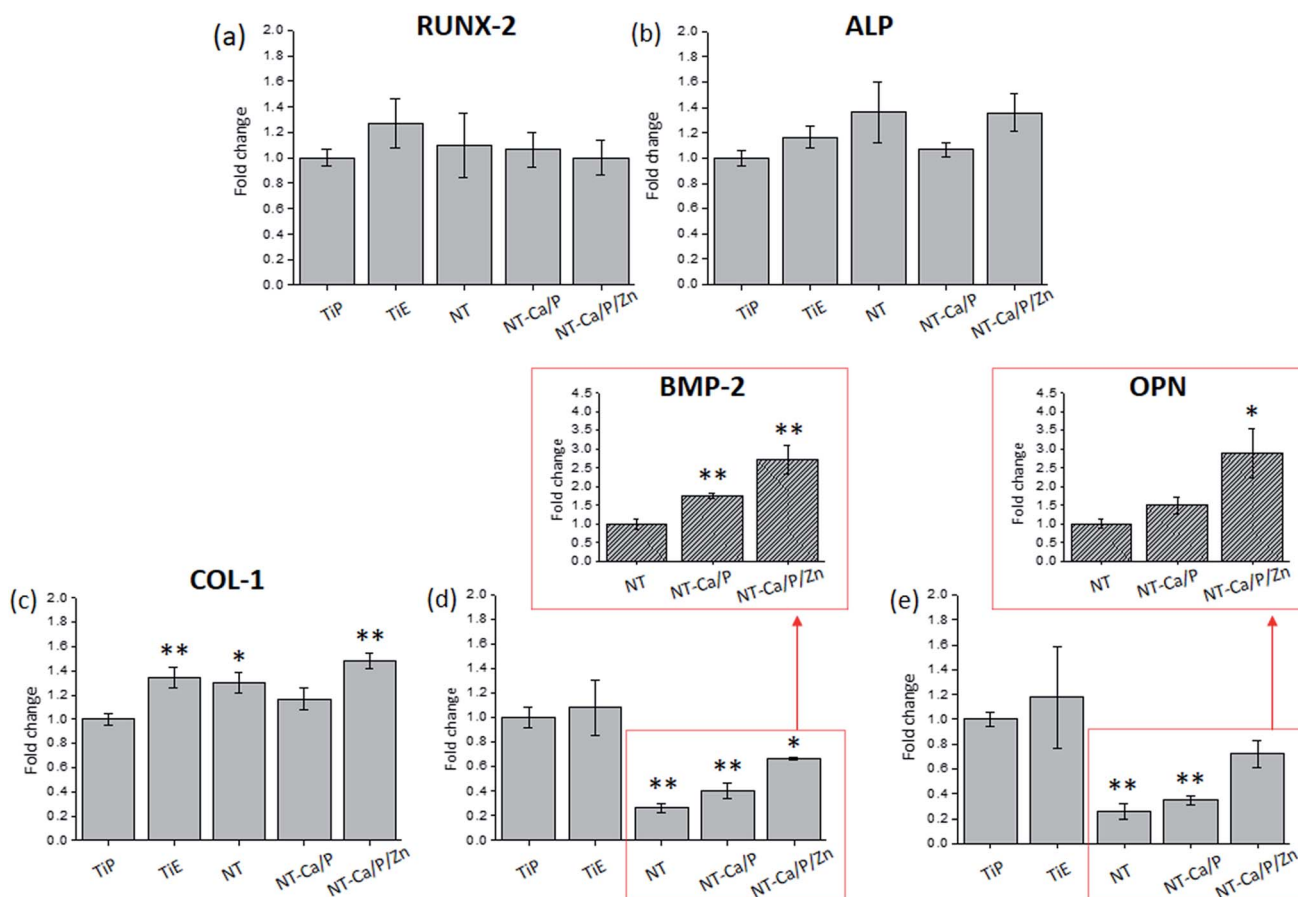 (a)
RUNX-2
Fold change
2.0
1.8
1.6
1.4
1.2
1.0
0.8
0.6
0.4
0.2
0.0
TiP
TiE
NT
NT-Ca/P
NT-Ca/P/Zn
(b)
ALP
Fold change
2.0
1.8
1.6
1.4
1.2
1.0
0.8
0.6
0.4
0.2
0.0
TiP
TiE
NT
NT-Ca/P
NT-Ca/P/Zn
BMP-2
Fold change
4.5
4.0
3.5
3.0
2.5
2.0
1.5
1.0
0.5
0.0
**
**
NT
NT-Ca/P
NT-Ca/P/Zn
OPN
Fold change
4.5
4.0
3.5
3.0
2.5
2.0
1.5
1.0
0.5
0.0
*
NT
NT-Ca/P
NT-Ca/P/Zn
(c)
COL-1
Fold change
2.0
1.8
1.6
1.4
1.2
1.0
0.8
0.6
0.4
0.2
0.0
**
*
**
TiP
TiE
NT
NT-Ca/P
NT-Ca/P/Zn
(d)
Fold change
2.0
1.8
1.6
1.4
1.2
1.0
0.8
0.6
0.4
0.2
0.0
**
**
*
TiP
TiE
NT
NT-Ca/P
NT-Ca/P/Zn
(e)
Fold change
2.0
1.8
1.6
1.4
1.2
1.0
0.8
0.6
0.4
0.2
0.0
**
**
TiP
TiE
NT
NT-Ca/P
NT-Ca/P/Zn